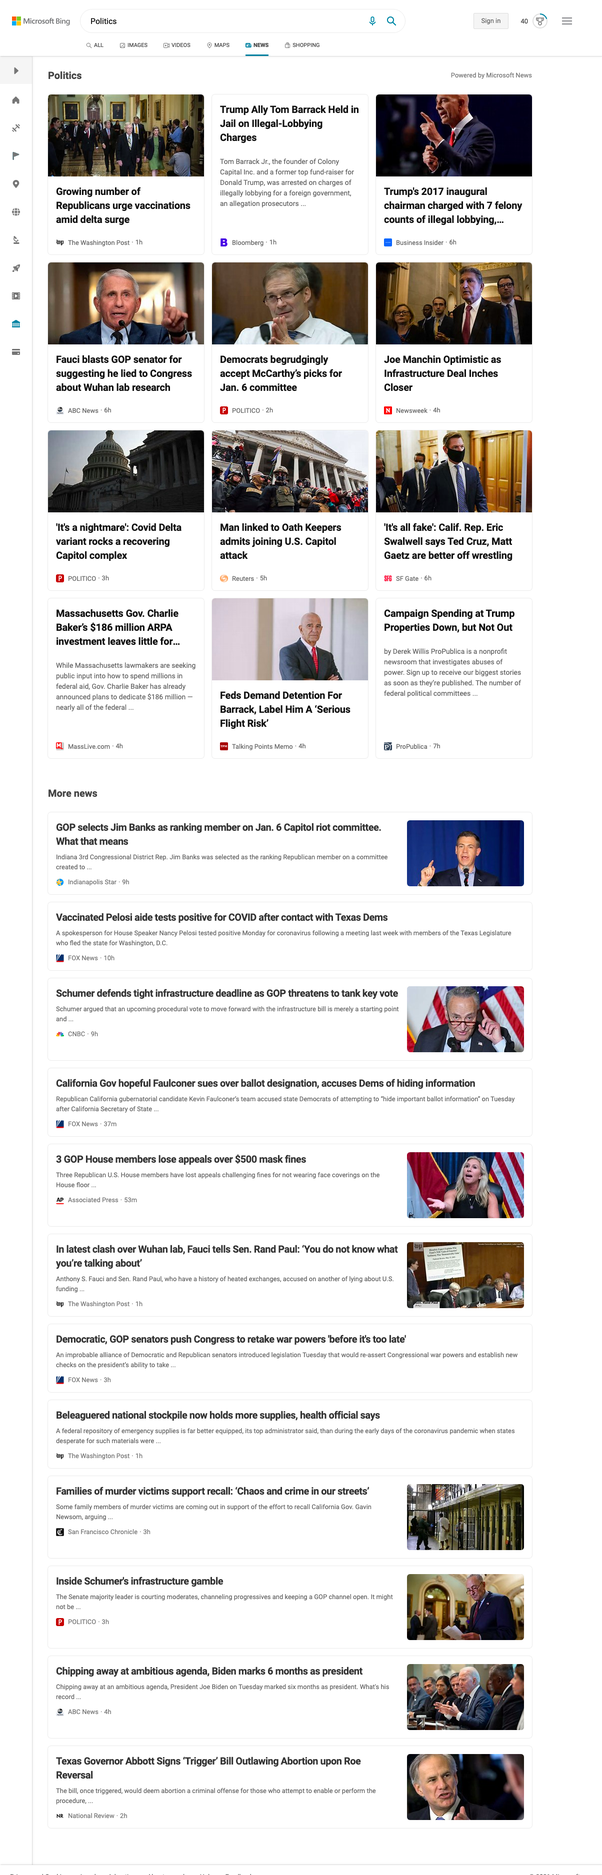 Microsoft Bing
Politics
Sign in
40
ALL
IMAGES
VIDEOS
MAPS
NEWS
SHOPPING
Politics
Powered by Microsoft News
Growing number of
Republicans urge vaccinations
amid delta surge
wp The Washington Post · 1h
Trump Ally Tom Barrack Held in
Jail on Illegal-Lobbying
Charges
Tom Barrack Jr., the founder of Colony
Capital Inc. and a former top fund-raiser for
Donald Trump, was arrested on charges of
illegally lobbying for a foreign government,
an allegation prosecutors ...
B Bloomberg · 1h
Trump's 2017 inaugural
chairman charged with 7 felony
counts of illegal lobbying,...
Business Insider · 6h
Fauci blasts GOP senator for
suggesting he lied to Congress
about Wuhan lab research
ABC News · 6h
Democrats begrudgingly
accept McCarthy's picks for
Jan. 6 committee
P POLITICO · 2h
Joe Manchin Optimistic as
Infrastructure Deal Inches
Closer
N Newsweek · 4h
'It's a nightmare': Covid Delta
variant rocks a recovering
Capitol complex
P POLITICO · 3h
Man linked to Oath Keepers
admits joining U.S. Capitol
attack
Reuters · 5h
'It's all fake': Calif. Rep. Eric
Swalwell says Ted Cruz, Matt
Gaetz are better off wrestling
SF Gate · 6h
Massachusetts Gov. Charlie
Baker's $186 million ARPA
investment leaves little for...
While Massachusetts lawmakers are seeking
public input into how to spend millions in
federal aid, Gov. Charlie Baker has already
announced plans to dedicate $186 million —
nearly all of the federal ...
MassLive.com · 4h
Feds Demand Detention For
Barrack, Label Him A 'Serious
Flight Risk'
Talking Points Memo · 4h
Campaign Spending at Trump
Properties Down, but Not Out
by Derek Willis ProPublica is a nonprofit
newsroom that investigates abuses of
power. Sign up to receive our biggest stories
as soon as they're published. The number of
federal political committees ...
ProPublica · 7h
More news
GOP selects Jim Banks as ranking member on Jan. 6 Capitol riot committee.
What that means
Indiana 3rd Congressional District Rep. Jim Banks was selected as the ranking Republican member on a committee
created to ...
Indianapolis Star · 9h
Vaccinated Pelosi aide tests positive for COVID after contact with Texas Dems
A spokesperson for House Speaker Nancy Pelosi tested positive Monday for coronavirus following a meeting last week with members of the Texas Legislature
who fled the state for Washington, D.C.
FOX News · 10h
Schumer defends tight infrastructure deadline as GOP threatens to tank key vote
Schumer argued that an upcoming procedural vote to move forward with the infrastructure bill is merely a starting point
and ...
CNBC · 9h
California Gov hopeful Faulconer sues over ballot designation, accuses Dems of hiding information
Republican California gubernatorial candidate Kevin Faulconer's team accused state Democrats of attempting to "hide important ballot information" on Tuesday
after California Secretary of State ...
FOX News · 37m
3 GOP House members lose appeals over $500 mask fines
Three Republican U.S. House members have lost appeals challenging fines for not wearing face coverings on the
House floor ...
AP Associated Press · 53m
In latest clash over Wuhan lab, Fauci tells Sen. Rand Paul: 'You do not know what
you're talking about'
Anthony S. Fauci and Sen. Rand Paul, who have a history of heated exchanges, accused on another of lying about U.S.
funding ...
wp The Washington Post · 1h
Democratic, GOP senators push Congress to retake war powers 'before it's too late'
An improbable alliance of Democratic and Republican senators introduced legislation Tuesday that would re-assert Congressional war powers and establish new
checks on the president's ability to take ...
FOX News · 3h
Beleaguered national stockpile now holds more supplies, health official says
A federal repository of emergency supplies is far better equipped, its top administrator said, than during the early days of the coronavirus pandemic when states
desperate for such materials were ...
wp The Washington Post · 1h
Families of murder victims support recall: 'Chaos and crime in our streets'
Some family members of murder victims are coming out in support of the effort to recall California Gov. Gavin
Newsom, arguing ...
San Francisco Chronicle · 3h
Inside Schumer's infrastructure gamble
The Senate majority leader is courting moderates, channeling progressives and keeping a GOP channel open. It might
not be ...
P POLITICO · 3h
Chipping away at ambitious agenda, Biden marks 6 months as president
Chipping away at an ambitious agenda, President Joe Biden on Tuesday marked six months as president. What's his
record ...
ABC News · 4h
Texas Governor Abbott Signs 'Trigger' Bill Outlawing Abortion upon Roe
Reversal
The bill, once triggered, would deem abortion a criminal offense for those who attempt to enable or perform the
procedure, ...
NR National Review · 2h